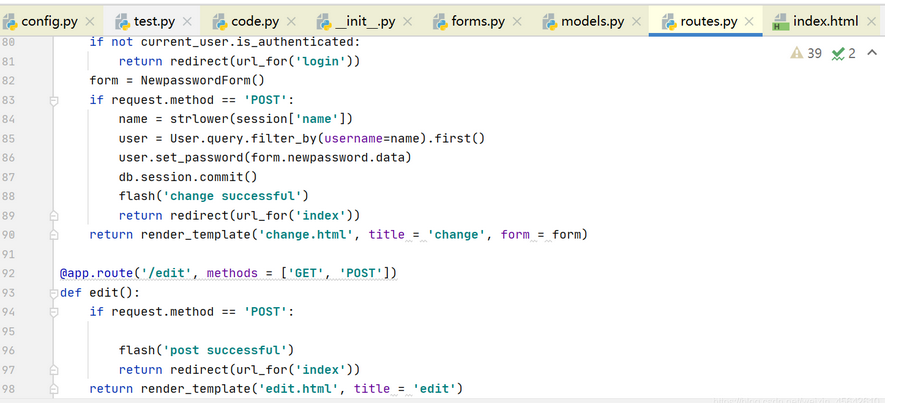 config.py test.py code.py __init__.py forms.py models.py routes.py index.html
39 2
80 if not current_user.is_authenticated:
81 return redirect(url_for('login'))
82 form = NewpasswordForm()
83 if request.method == 'POST':
84 name = strlower(session['name'])
85 user = User.query.filter_by(username=name).first()
86 user.set_password(form.newpassword.data)
87 db.session.commit()
88 flash('change successful')
89 return redirect(url_for('index'))
90 return render_template('change.html', title = 'change', form = form)
91
92 @app.route('/edit', methods = ['GET', 'POST'])
93 def edit():
94 if request.method == 'POST':
95
96 flash('post successful')
97 return redirect(url_for('index'))
98 return render_template('edit.html', title = 'edit')